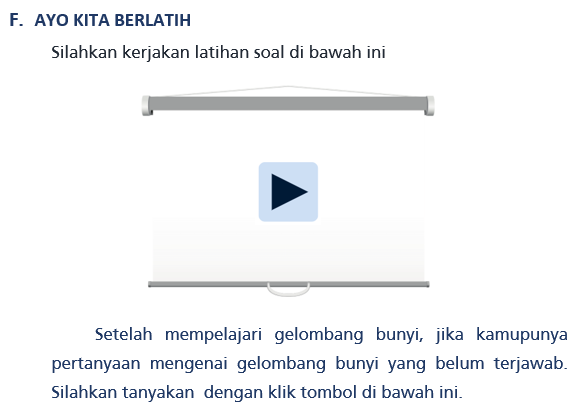 F. AYO KITA BERLATIH
Silahkan kerjakan latihan soal di bawah ini
Setelah mempelajari gelombang bunyi, jika kamupunya
pertanyaan mengenai gelombang bunyi yang belum terjawab.
Silahkan tanyakan dengan klik tombol di bawah ini.